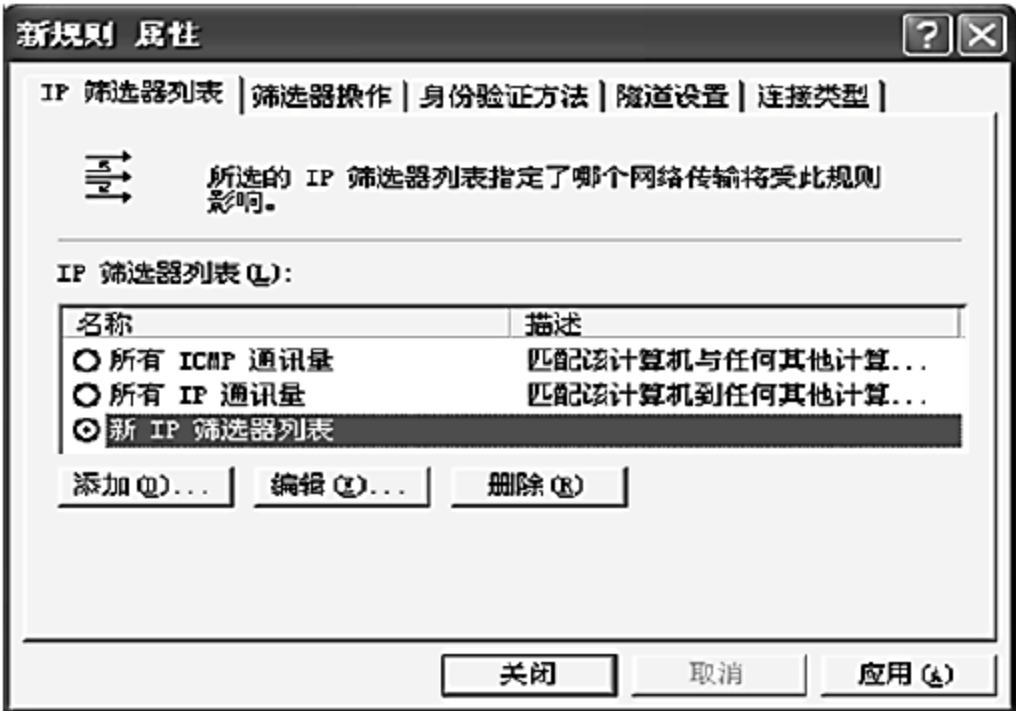 新规则 属性
IP 筛选器列表 筛选器操作 身份验证方法 隧道设置 连接类型
所选的 IP 筛选器列表指定了哪个网络传输将受此规则
影响。
IP 筛选器列表(L):
名称 描述
所有 ICMP 通讯量 匹配该计算机与任何其他计算...
所有 IP 通讯量 匹配该计算机到任何其他计算...
新 IP 筛选器列表
添加(D)... 编辑(I)... 删除(R)
关闭 取消 应用(A)